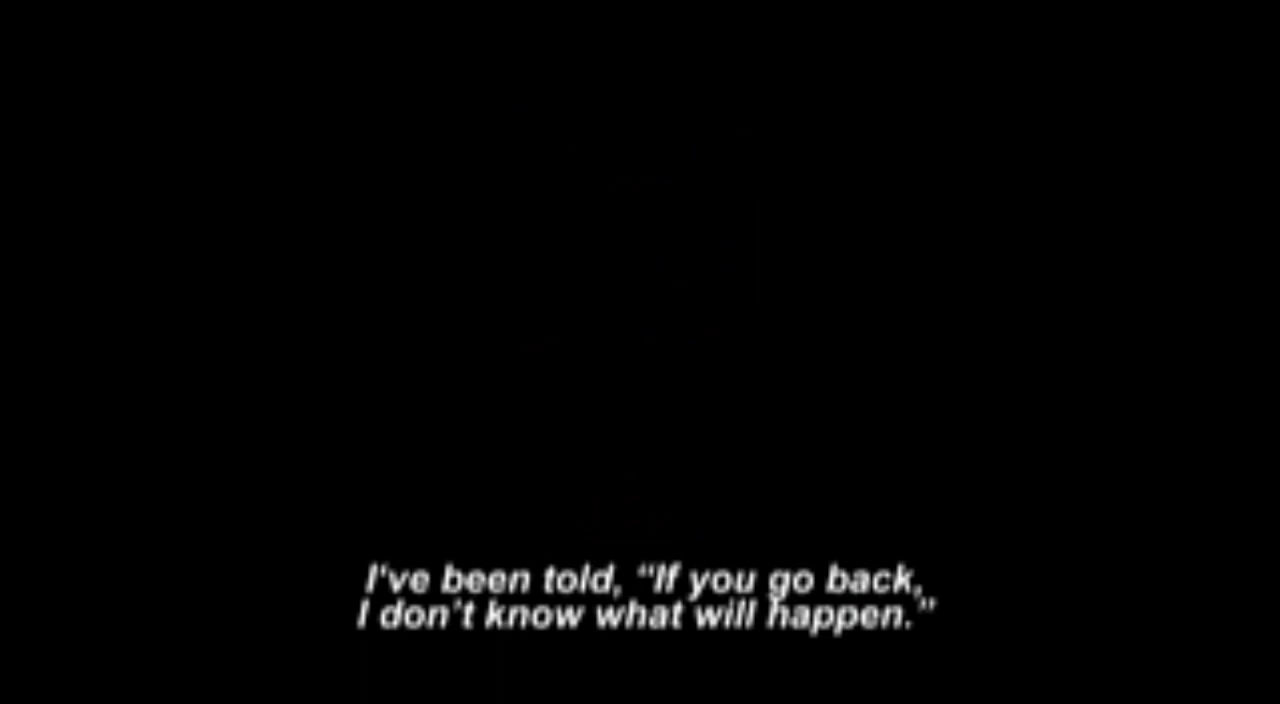 I've been told, “If you go back,
I don't know what will happen.”